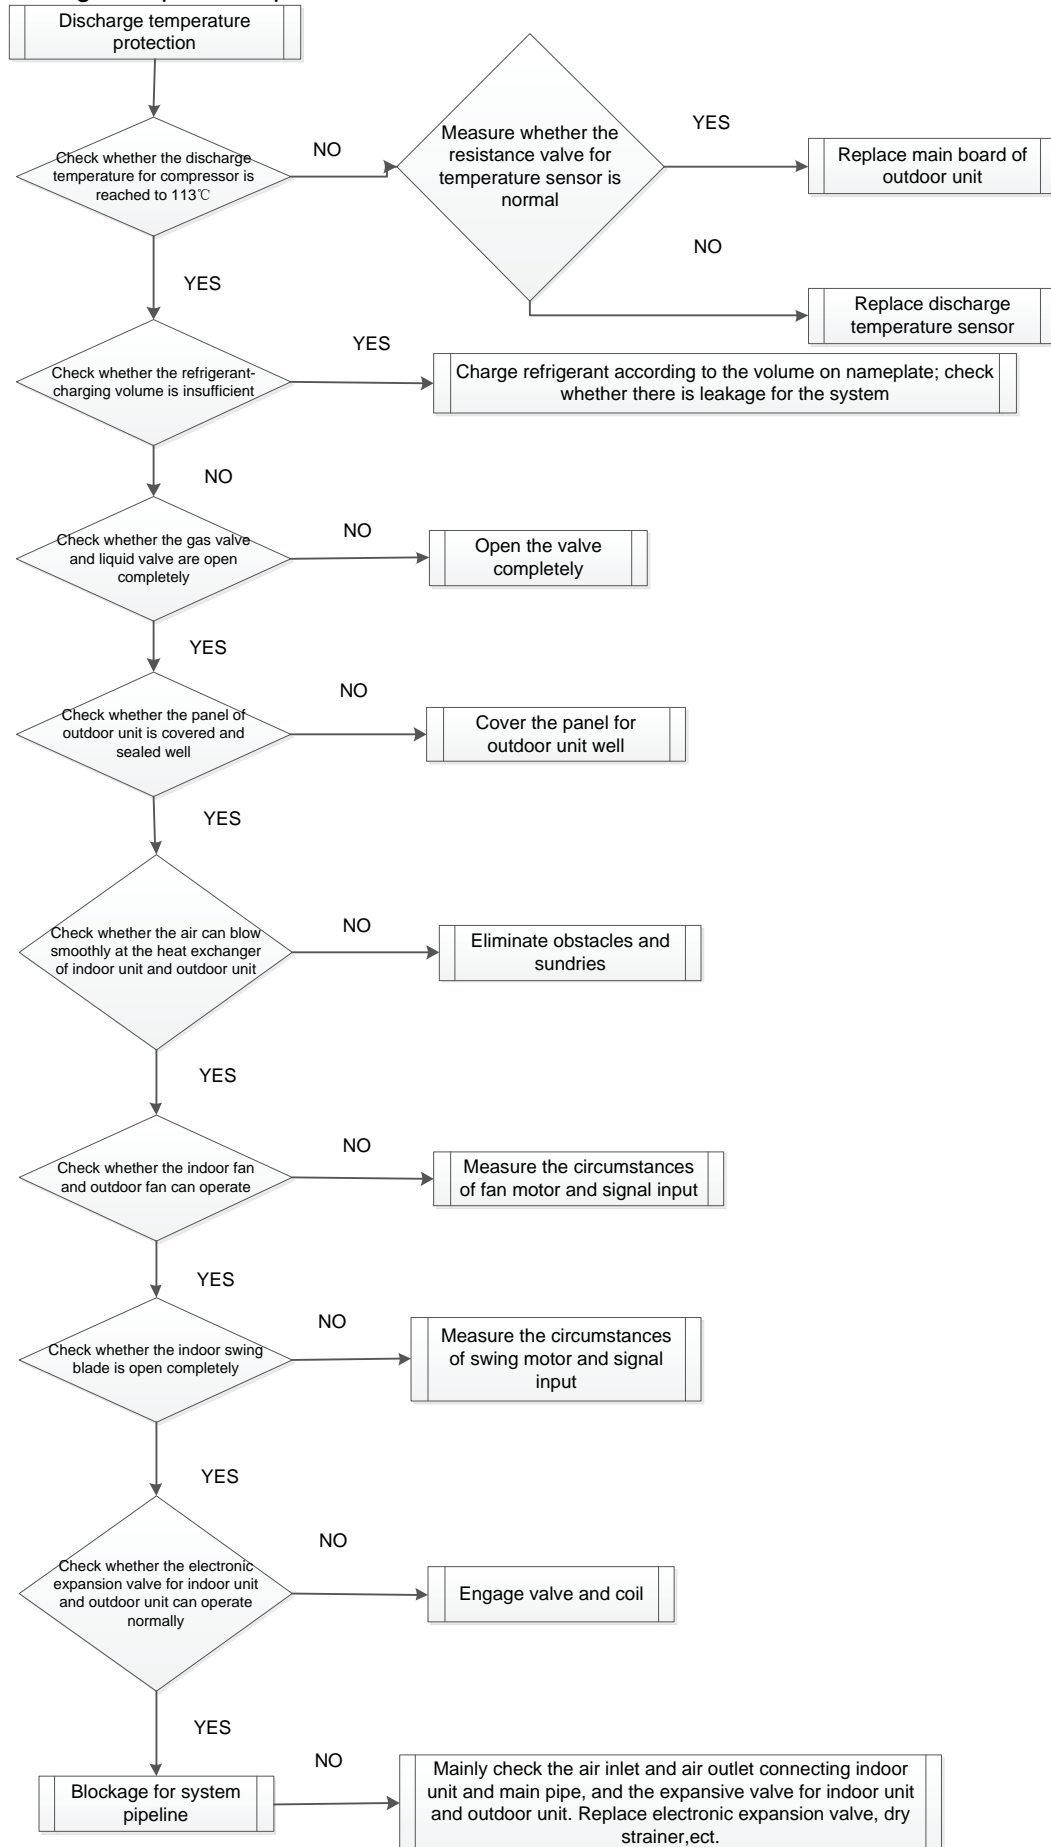 Discharge temperature
protection
Check whether the discharge
temperature for compressor is
reached to 113℃
NO
Measure whether the
resistance valve for
temperature sensor is
normal
YES
Replace main board of
outdoor unit
NO
Replace discharge
temperature sensor
YES
Check whether the refrigerant-
charging volume is insufficient
YES
Charge refrigerant according to the volume on nameplate; check
whether there is leakage for the system
NO
Check whether the gas valve
and liquid valve are open
completely
NO
Open the valve
completely
YES
Check whether the panel of
outdoor unit is covered and
sealed well
NO
Cover the panel for
outdoor unit well
YES
Check whether the air can blow
smoothly at the heat exchanger
of indoor unit and outdoor unit
NO
Eliminate obstacles and
sundries
YES
Check whether the indoor fan
and outdoor fan can operate
NO
Measure the circumstances
of fan motor and signal input
YES
Check whether the indoor swing
blade is open completely
NO
Measure the circumstances
of swing motor and signal
input
YES
Check whether the electronic
expansion valve for indoor unit
and outdoor unit can operate
normally
NO
Engage valve and coil
YES
Blockage for system
pipeline
NO
Mainly check the air inlet and air outlet connecting indoor
unit and main pipe, and the expansive valve for indoor unit
and outdoor unit. Replace electronic expansion valve, dry
strainer,ect.